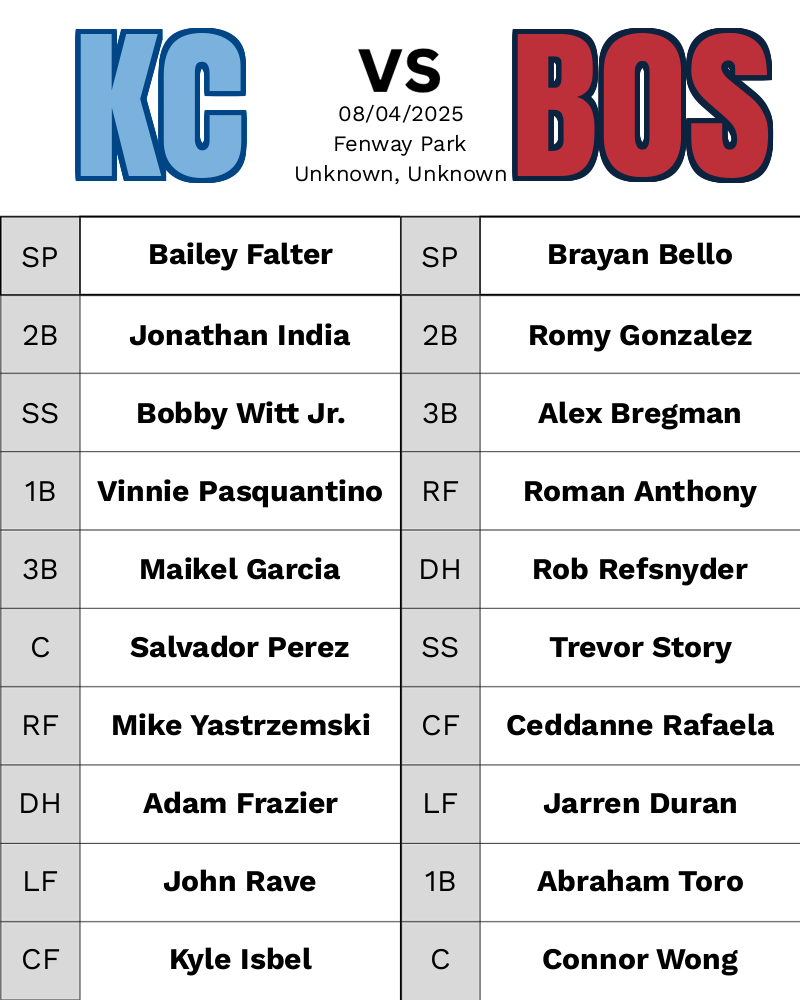 KC
VS
BOS
08/04/2025
Fenway Park
Unknown, Unknown
SP Bailey Falter SP Brayan Bello
2B Jonathan India 2B Romy Gonzalez
SS Bobby Witt Jr. 3B Alex Bregman
1B Vinnie Pasquantino RF Roman Anthony
3B Maikel Garcia DH Rob Refsnyder
C Salvador Perez SS Trevor Story
RF Mike Yastrzemski CF Ceddanne Rafaela
DH Adam Frazier LF Jarren Duran
LF John Rave 1B Abraham Toro
CF Kyle Isbel C Connor Wong